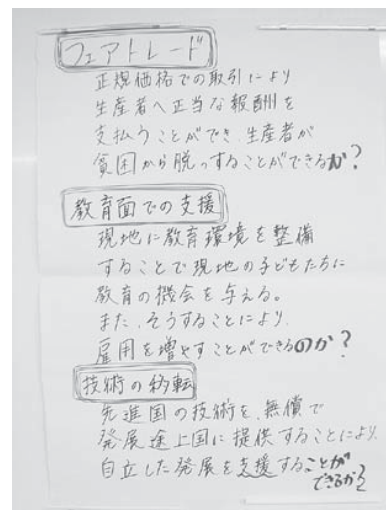 フェアトレード
正規価格での取引により
生産者へ正当な報酬を
支払うことができ、生産者が
貧困から脱っすることができるか？
教育面での支援
現地に教育環境を整備
することで現地の子どもたちに
教育の機会を与える。
また、そうすることにより、
雇用を増やすことができるのか？
技術の移転
先進国の技術を、無償で
発展途上国に提供することにより、
自立した発展を支援することが
できるか？